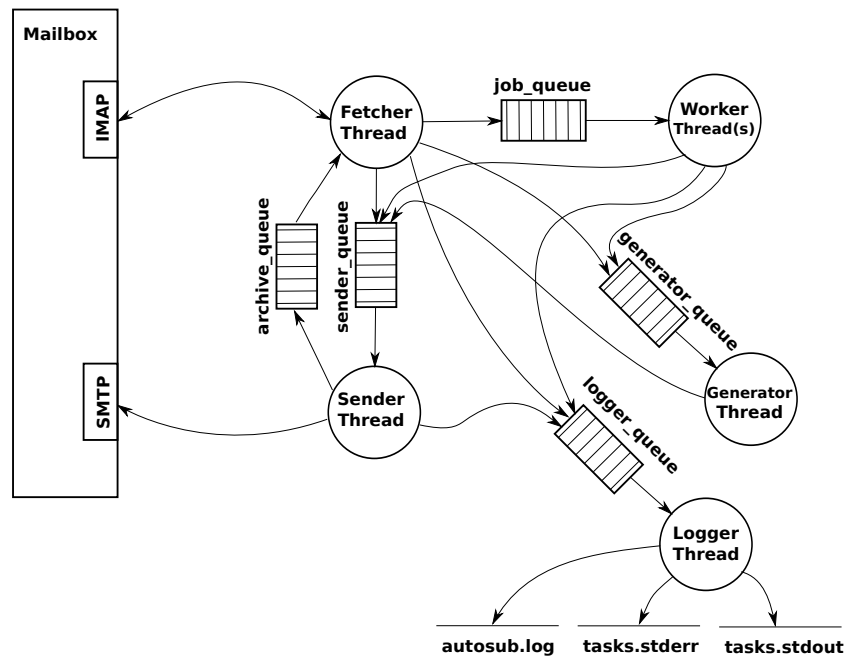 Mailbox
IMAP
SMTP
Fetcher
Thread
job_queue
Worker
Thread(s)
archive_queue
sender_queue
generator_queue
Sender
Thread
logger_queue
Generator
Thread
Logger
Thread
autosub.log
tasks.stderr
tasks.stdout